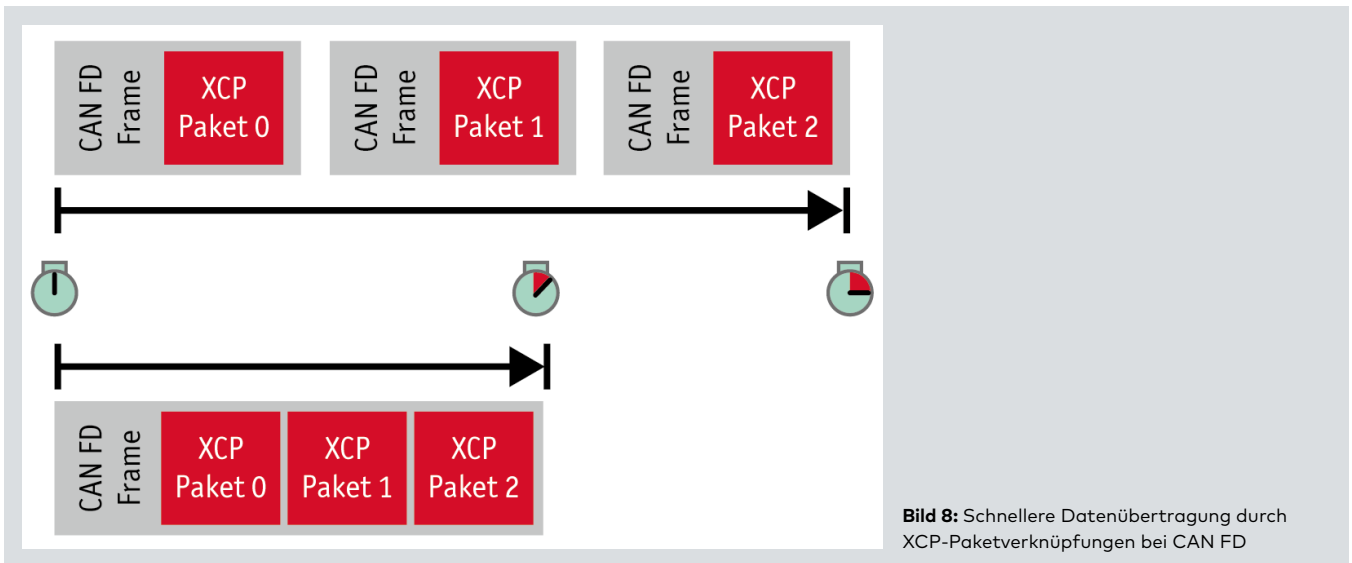 CAN FD
Frame
XCP
Paket 0
CAN FD
Frame
XCP
Paket 1
CAN FD
Frame
XCP
Paket 2
CAN FD
Frame
XCP
Paket 0
XCP
Paket 1
XCP
Paket 2
Bild 8: Schnellere Datenübertragung durch
XCP-Paketverknüpfungen bei CAN FD